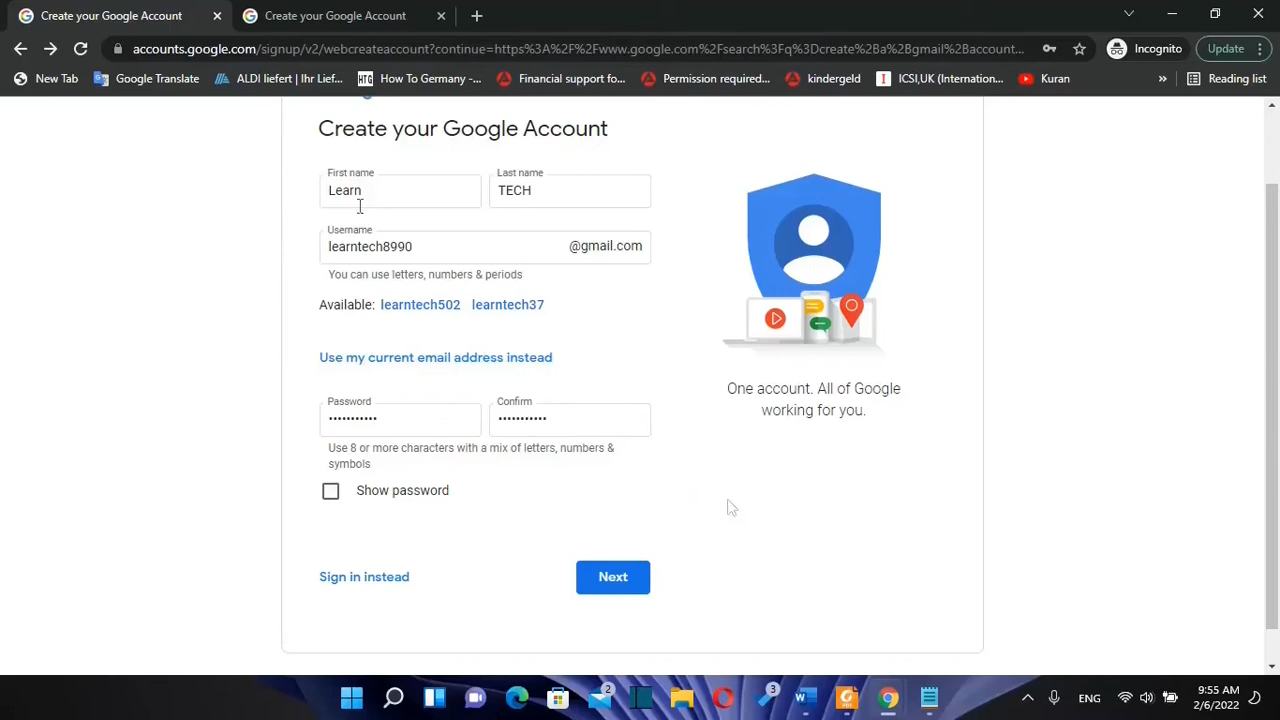 Create your Google Account
Create your Google Account
accounts.google.com/signup/v2/webcreateaccount?continue=https%3A%2F%2Fwww.google.com%2Fsearch%3Fq%3Dcreate%2Ba%2Bgmail%2Baccount...
Incognito
Update
New Tab
Google Translate
ALDI liefert | Ihr Lief...
HTG How To Germany -...
Financial support fo...
Permission required...
kindergeld
ICSI,UK (Internation...
Kuran
»
Reading list
Create your Google Account
First name
Last name
Learn
TECH
Username
learntech8990
@gmail.com
You can use letters, numbers & periods
Available: learntech502 learntech37
Use my current email address instead
Password
Confirm
•••••••••••
•••••••••••
Use 8 or more characters with a mix of letters, numbers &
symbols
Show password
Sign in instead
Next
One account. All of Google
working for you.
2
3
W
PDF
ENG
9:55 AM
2/6/2022